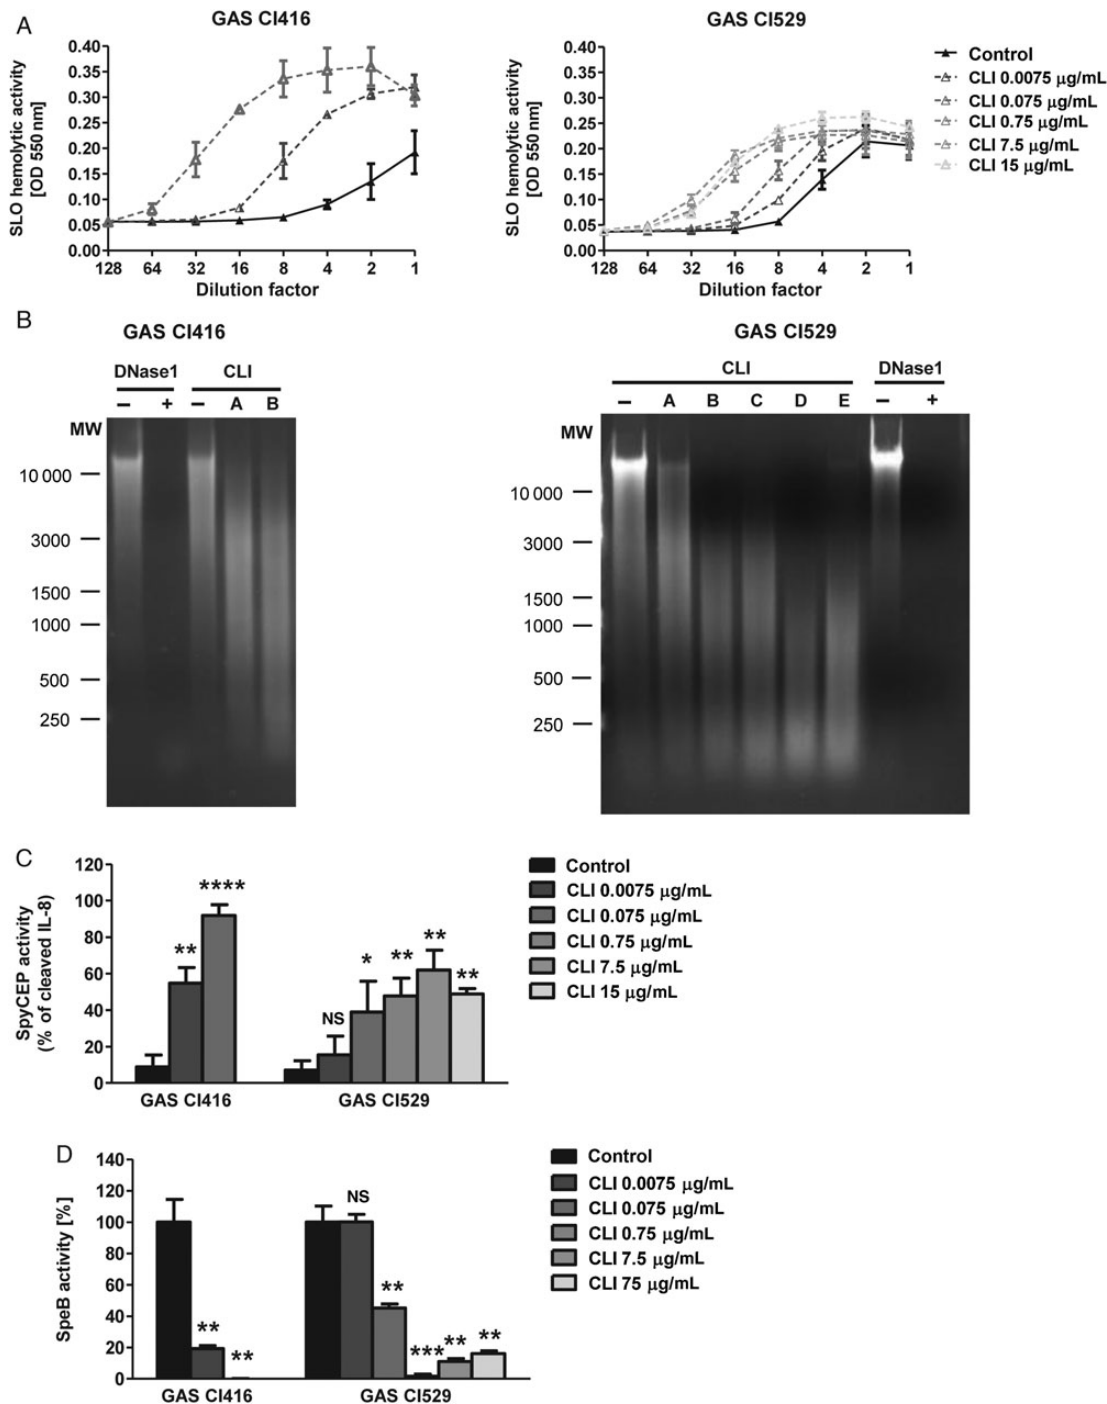 A
GAS CI416
GAS CI529
SLO hemolytic activity
[OD 550 nm]
0.40
0.35
0.30
0.25
0.20
0.15
0.10
0.05
0.00
128 64 32 16 8 4 2 1
Dilution factor
SLO hemolytic activity
[OD 550 nm]
0.40
0.35
0.30
0.25
0.20
0.15
0.10
0.05
0.00
128 64 32 16 8 4 2 1
Dilution factor
Control
CLI 0.0075 μg/mL
CLI 0.075 μg/mL
CLI 0.75 μg/mL
CLI 7.5 μg/mL
CLI 15 μg/mL
B
GAS CI416
DNase1 CLI
– + – A B
MW
10 000
3000
1500
1000
500
250
GAS CI529
CLI DNase1
– A B C D E – +
MW
10 000
3000
1500
1000
500
250
C
SpyCEP activity
(% of cleaved IL-8)
120
100
80
60
40
20
0
** **** NS * ** ** **
GAS CI416 GAS CI529
Control
CLI 0.0075 μg/mL
CLI 0.075 μg/mL
CLI 0.75 μg/mL
CLI 7.5 μg/mL
CLI 15 μg/mL
D
SpeB activity [%]
140
120
100
80
60
40
20
0
** ** NS ** *** ** **
GAS CI416 GAS CI529
Control
CLI 0.0075 μg/mL
CLI 0.075 μg/mL
CLI 0.75 μg/mL
CLI 7.5 μg/mL
CLI 75 μg/mL